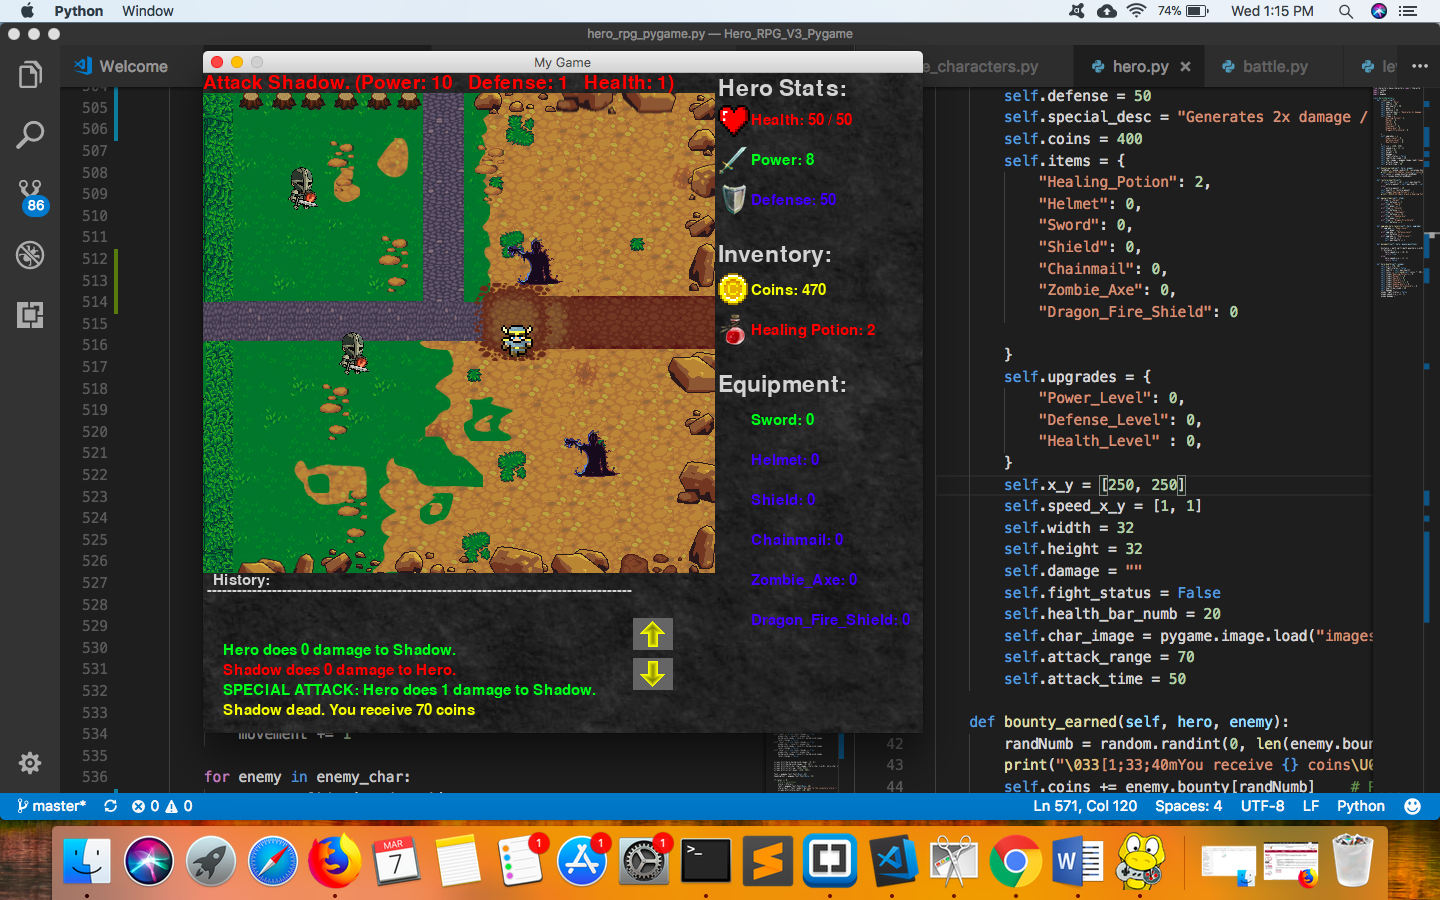 Python Window
74% Wed 1:15 PM
hero_rpg_pygame.py — Hero_RPG_V3_Pygame
Welcome
e_characters.py
hero.py
battle.py
My Game
Attack Shadow. (Power: 10 Defense: 1 Health: 1)
Hero Stats:
Health: 50 / 50
Power: 8
Defense: 50
Inventory:
Coins: 470
Healing Potion: 2
Equipment:
Sword: 0
Helmet: 0
Shield: 0
Chainmail: 0
Zombie_Axe: 0
Dragon_Fire_Shield: 0
History:
Hero does 0 damage to Shadow.
Shadow does 0 damage to Hero.
SPECIAL ATTACK: Hero does 1 damage to Shadow.
Shadow dead. You receive 70 coins
86
505
506
507
508
509
510
511
512
513
514
515
516
517
518
519
520
521
522
523
524
525
526
527
528
529
530
531
532
533
534 movement += 1
535
536 for enemy in enemy_char:
self.defense = 50
self.special_desc = "Generates 2x damage /
self.coins = 400
self.items = {
"Healing_Potion": 2,
"Helmet": 0,
"Sword": 0,
"Shield": 0,
"Chainmail": 0,
"Zombie_Axe": 0,
"Dragon_Fire_Shield": 0
}
self.upgrades = {
"Power_Level": 0,
"Defense_Level": 0,
"Health_Level" : 0,
}
self.x_y = [250, 250]
self.speed_x_y = [1, 1]
self.width = 32
self.height = 32
self.damage = ""
self.fight_status = False
self.health_bar_numb = 20
self.char_image = pygame.image.load("images
self.attack_range = 70
self.attack_time = 50
def bounty_earned(self, hero, enemy):
42 randNumb = random.randint(0, len(enemy.boun
43 print("\033[1;33;40mYou receive {} coins\U0
44 self.coins += enemy.bounty[randNumb]
master* 0 0
Ln 571, Col 120 Spaces: 4 UTF-8 LF Python
MAR
7
1
1
1